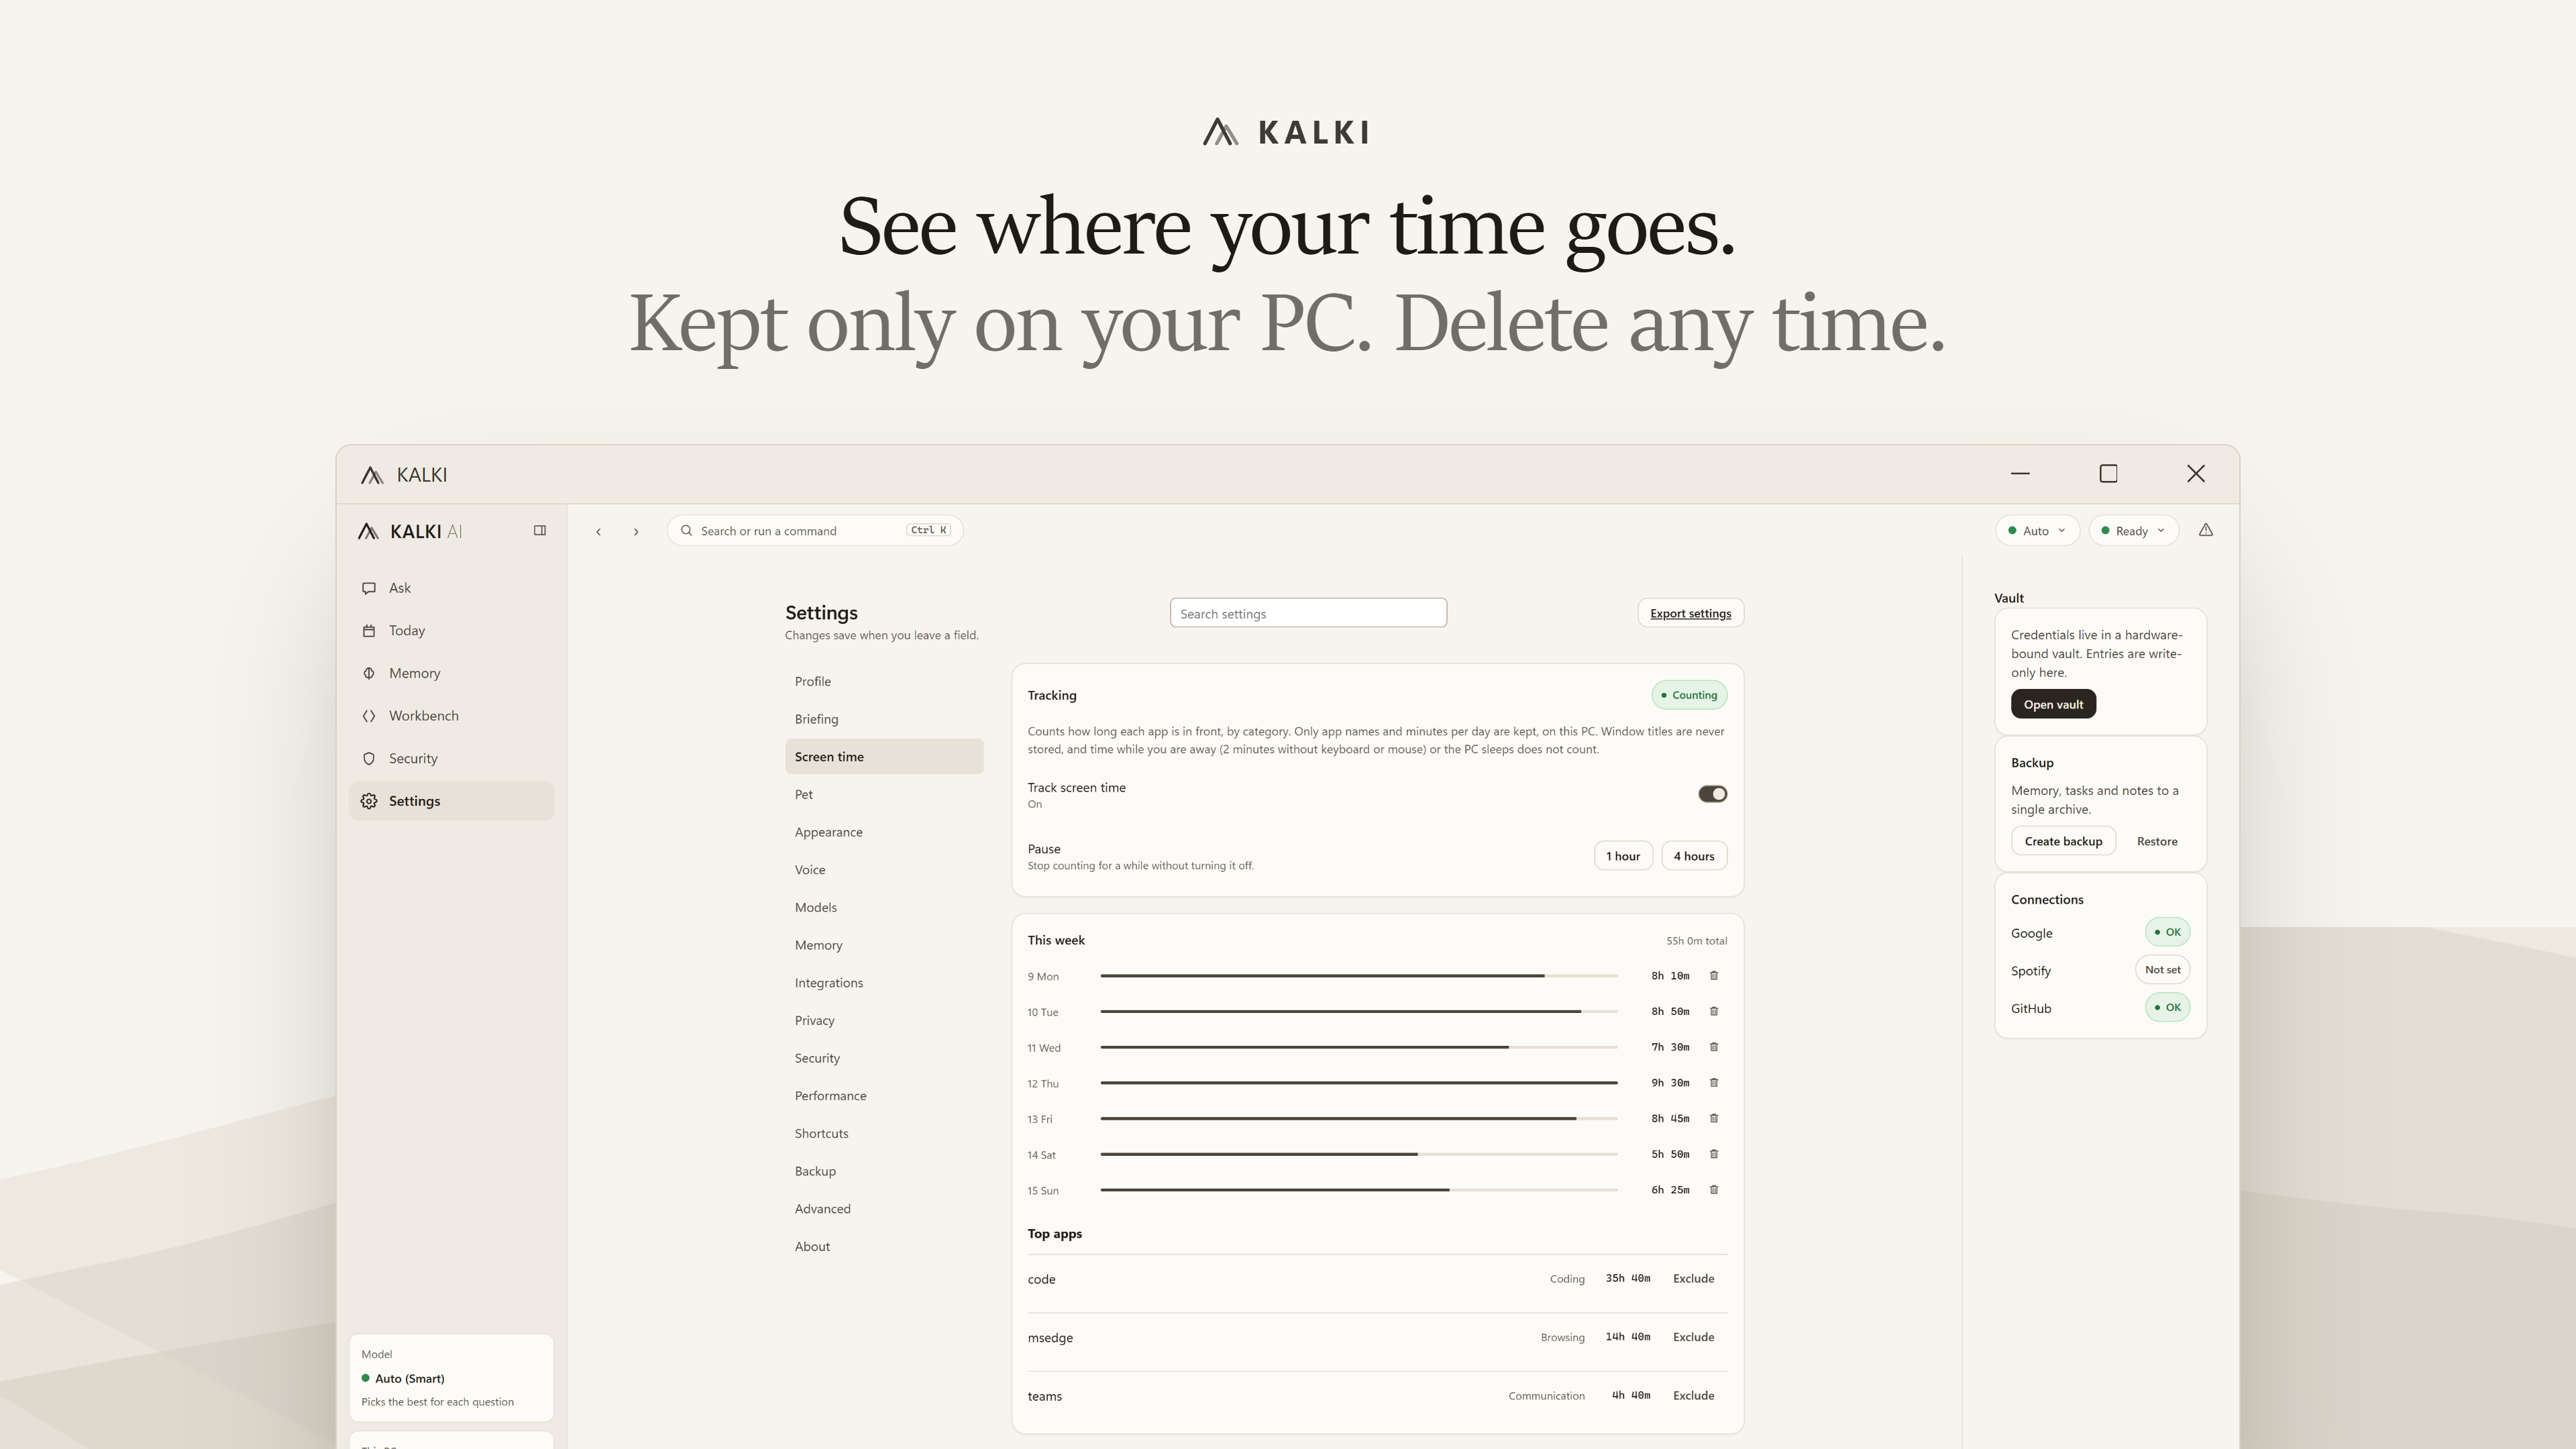 KALKI
See where your time goes.
Kept only on your PC. Delete any time.
KALKI
KALKI AI
Search or run a command
Ctrl K
Auto
Ready
Ask
Today
Memory
Workbench
Security
Settings
Model
Auto (Smart)
Picks the best for each question
Settings
Changes save when you leave a field.
Search settings
Export settings
Profile
Briefing
Screen time
Pet
Appearance
Voice
Models
Memory
Integrations
Privacy
Security
Performance
Shortcuts
Backup
Advanced
About
Tracking
Counting
Counts how long each app is in front, by category. Only app names and minutes per day are kept, on this PC. Window titles are never
stored, and time while you are away (2 minutes without keyboard or mouse) or the PC sleeps does not count.
Track screen time
On
Pause
Stop counting for a while without turning it off.
1 hour
4 hours
This week
55h 0m total
9 Mon 8h 10m
10 Tue 8h 50m
11 Wed 7h 30m
12 Thu 9h 30m
13 Fri 8h 45m
14 Sat 5h 50m
15 Sun 6h 25m
Top apps
code Coding 35h 40m Exclude
msedge Browsing 14h 40m Exclude
teams Communication 4h 40m Exclude
Vault
Credentials live in a hardware-
bound vault. Entries are write-
only here.
Open vault
Backup
Memory, tasks and notes to a
single archive.
Create backup
Restore
Connections
Google OK
Spotify Not set
GitHub OK